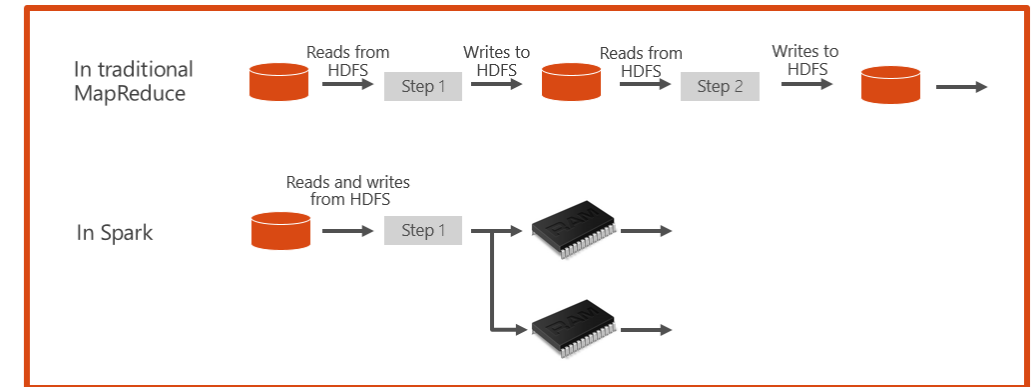 In traditional
MapReduce
Reads from
HDFS
Step 1
Writes to
HDFS
Reads from
HDFS
Step 2
Writes to
HDFS
In Spark
Reads and writes
from HDFS
Step 1
RAM
RAM